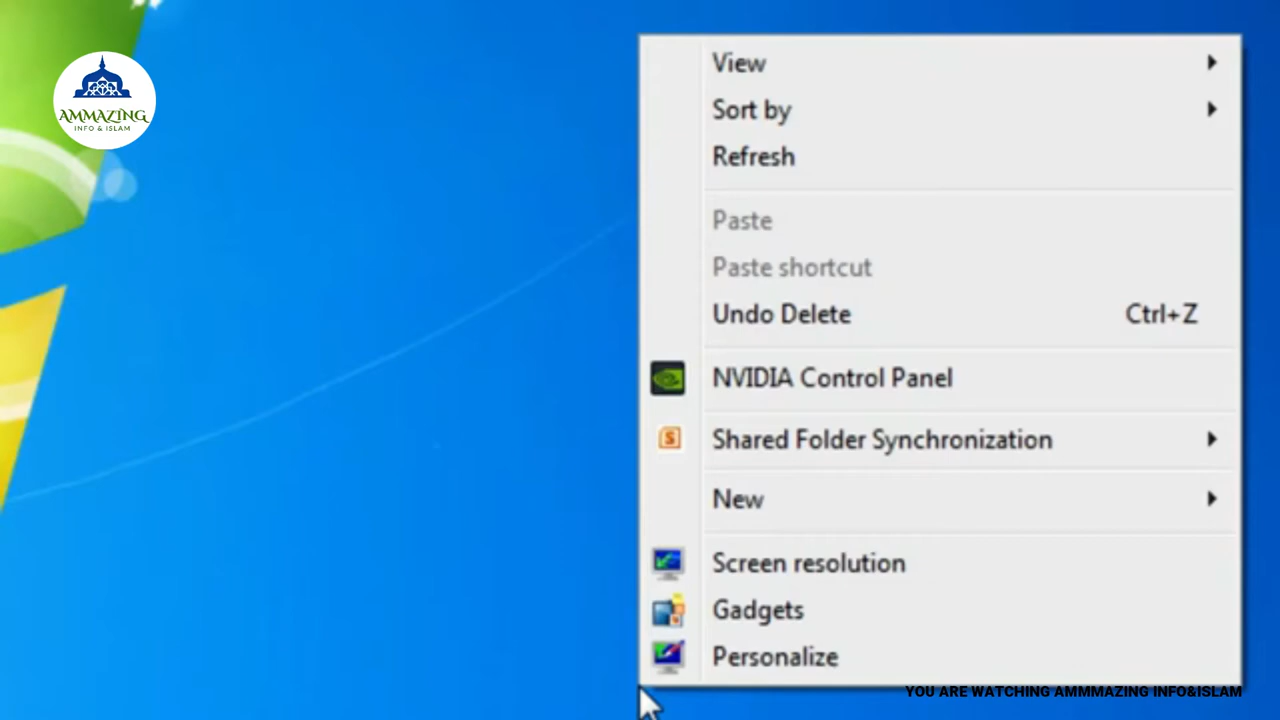 AMMAZING
INFO & ISLAM
View
Sort by
Refresh
Paste
Paste shortcut
Undo Delete Ctrl+Z
NVIDIA Control Panel
S
Shared Folder Synchronization
New
Screen resolution
Gadgets
Personalize
YOU ARE WATCHING AMMMAZING INFO&ISLAM